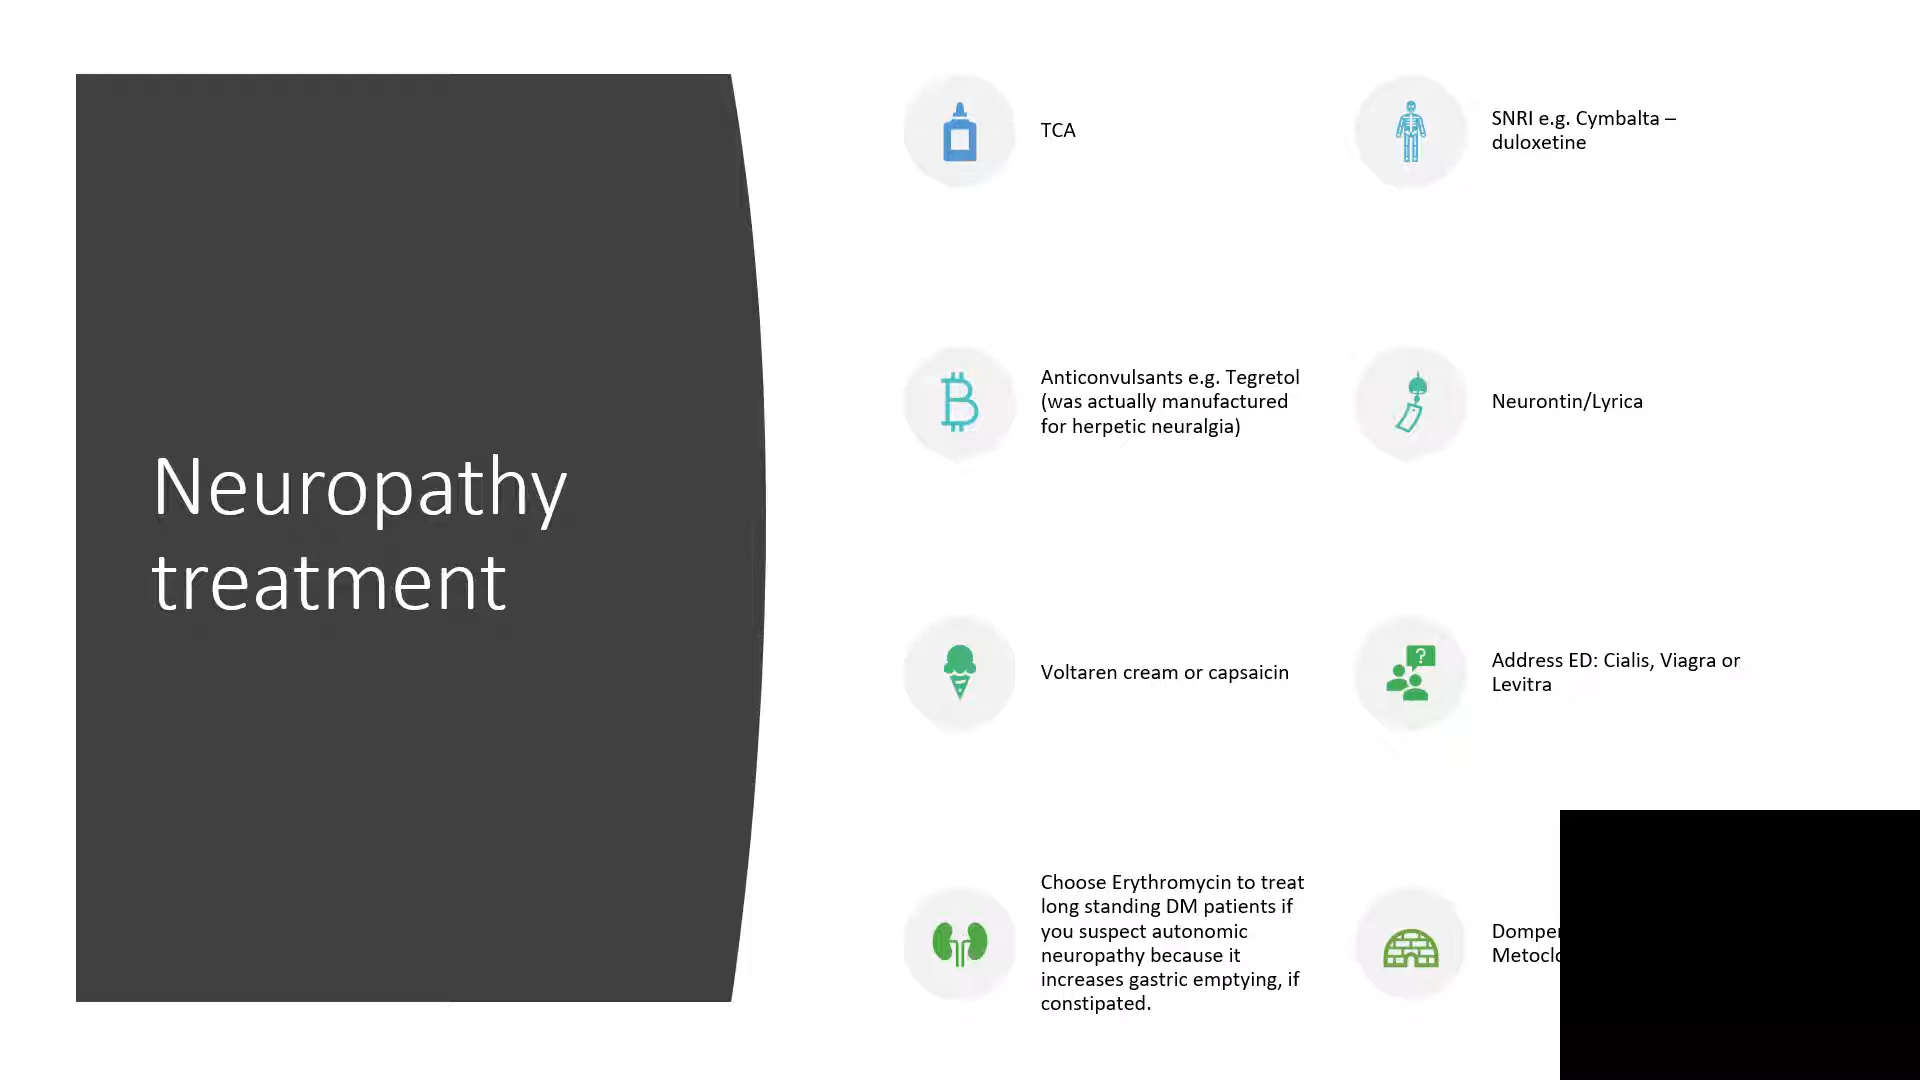 Neuropathy
treatment
TCA
SNRI e.g. Cymbalta –
duloxetine
Anticonvulsants e.g. Tegretol
(was actually manufactured
for herpetic neuralgia)
Neurontin/Lyrica
Voltaren cream or capsaicin
Address ED: Cialis, Viagra or
Levitra
Choose Erythromycin to treat
long standing DM patients if
you suspect autonomic
neuropathy because it
increases gastric emptying, if
constipated.